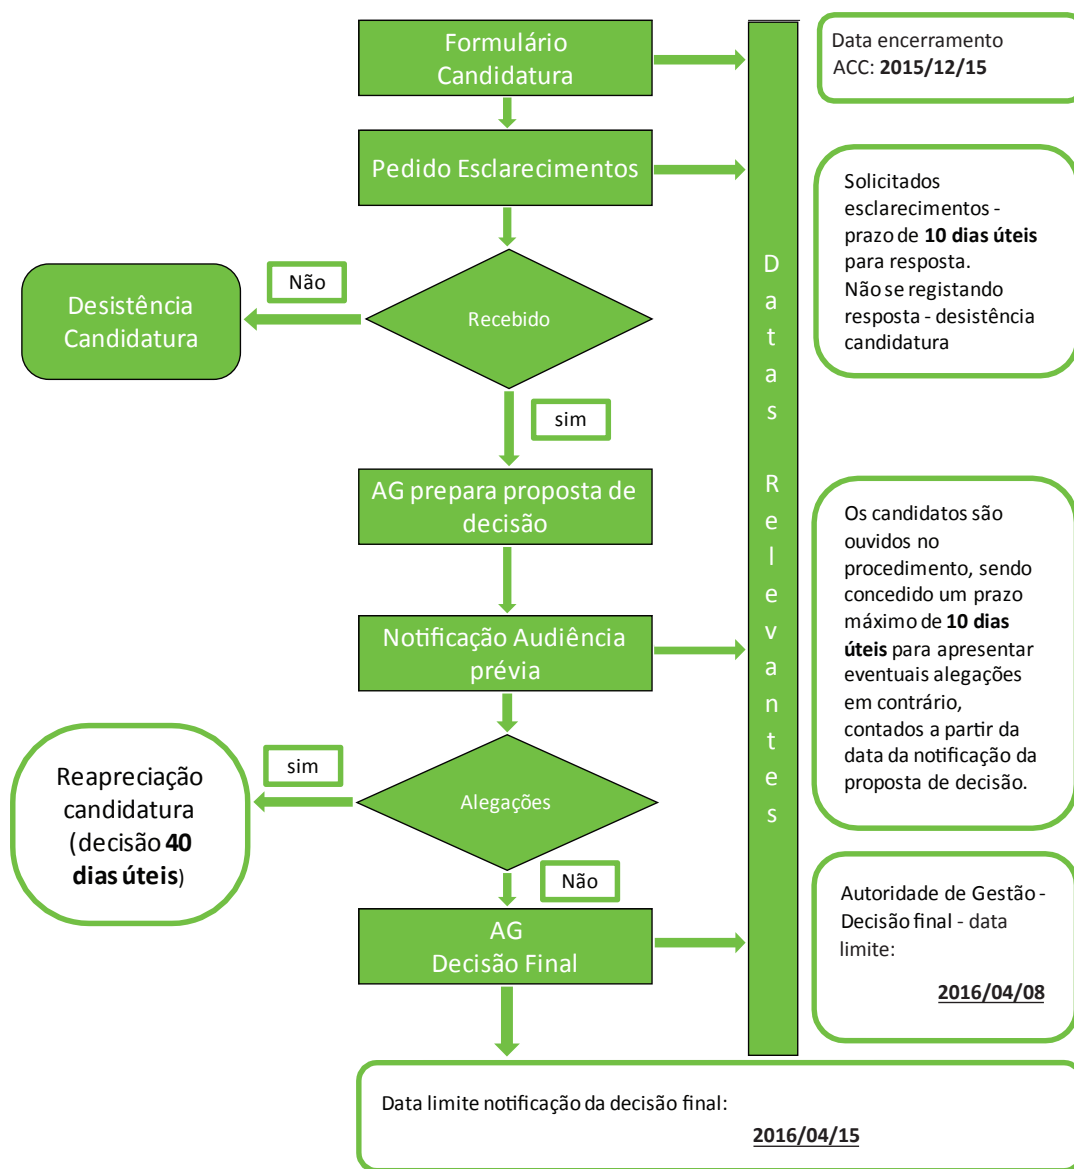 Formulário
Candidatura
Data encerramento
ACC: 2015/12/15
Pedido Esclarecimentos
Solicitados
esclarecimentos -
prazo de 10 dias úteis
para resposta.
Não se registando
resposta - desistência
candidatura
Não
Desistência
Candidatura
Recebido
sim
AG prepara proposta de
decisão
Os candidatos são
ouvidos no
procedimento, sendo
concedido um prazo
máximo de 10 dias
úteis para apresentar
eventuais alegações
em contrário,
contados a partir da
data da notificação da
proposta de decisão.
Notificação Audiência
prévia
sim
Reapreciação
candidatura
(decisão 40
dias úteis)
Alegações
Não
AG
Decisão Final
Autoridade de Gestão -
Decisão final - data
limite:
2016/04/08
Datas Relevantes
Data limite notificação da decisão final:
2016/04/15